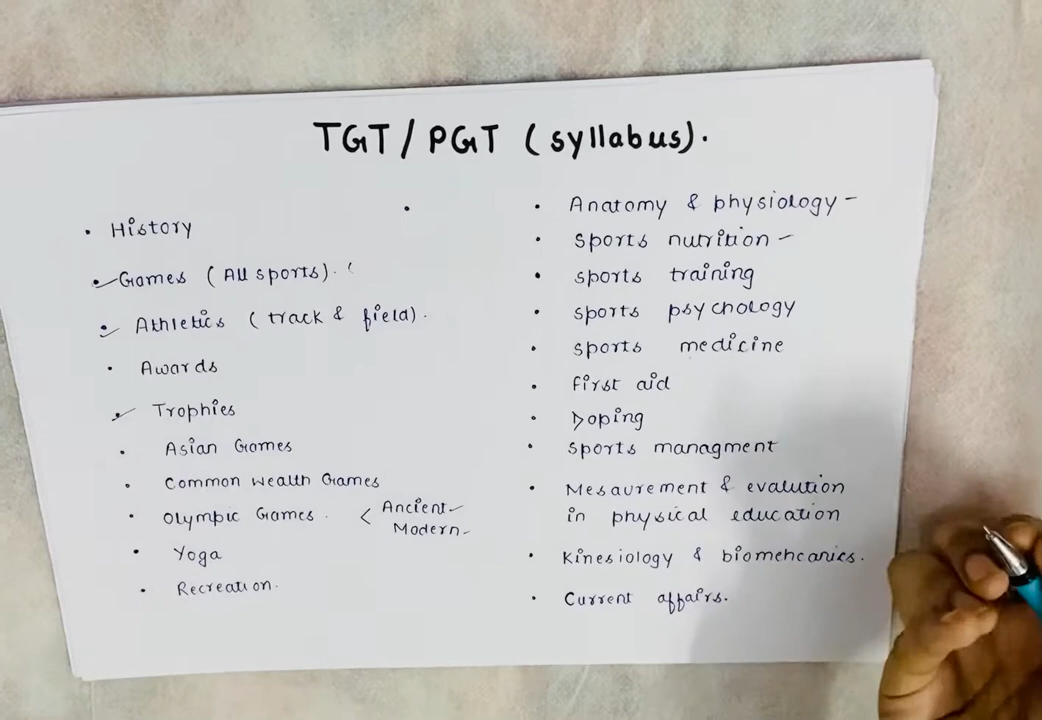 TGT/PGT (syllabus).
• History
• Games (All sports). (
• Athletics (track & field).
• Awards
• Trophies
• Asian Games
• Common wealth Games
• Olympic Games. < Ancient-
Modern-
• Yoga
• Recreation.
•
• Anatomy & physiology -
• sports nutrition -
• sports training
• sports psychology
• sports medicine
• first aid
• Doping
• Sports managment
• Mesaurement & evalution
in physical education
• Kinesiology & biomehcanics.
• Current affairs.